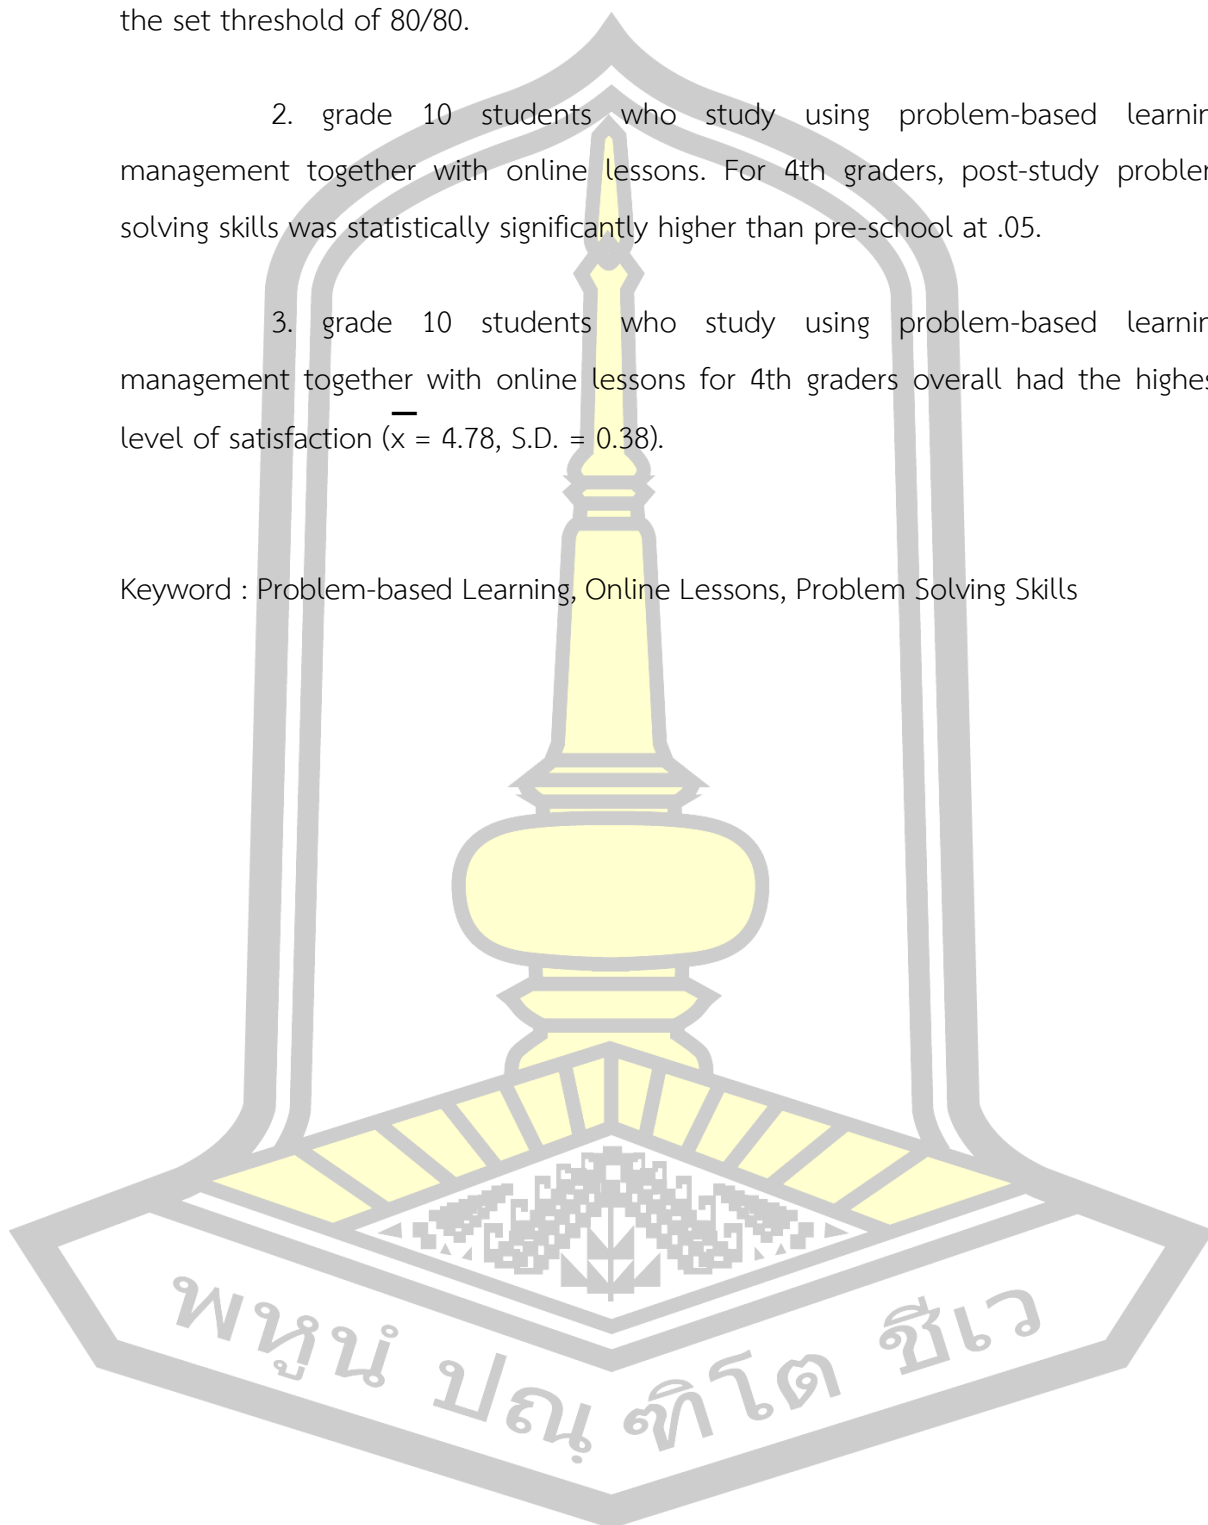 the set threshold of 80/80.
2. grade 10 students who study using problem-based learnin
management together with online lessons. For 4th graders, post-study problem
solving skills was statistically significantly higher than pre-school at .05.
3. grade 10 students who study using problem-based learnin
management together with online lessons for 4th graders overall had the highes
level of satisfaction (x̅ = 4.78, S.D. = 0.38).
Keyword : Problem-based Learning, Online Lessons, Problem Solving Skills
พหูนํ ปณฺฑิโต ชีเว